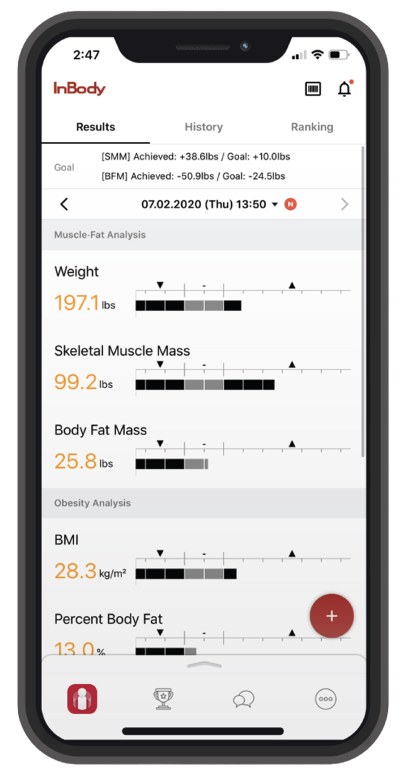 2:47
InBody
Results History Ranking
Goal [SMM] Achieved: +38.6lbs / Goal: +10.0lbs
[BFM] Achieved: -50.9lbs / Goal: -24.5lbs
07.02.2020 (Thu) 13:50 N
Muscle-Fat Analysis
Weight
197.1 lbs
Skeletal Muscle Mass
99.2 lbs
Body Fat Mass
25.8 lbs
Obesity Analysis
BMI
28.3 kg/m²
Percent Body Fat
13.0 %